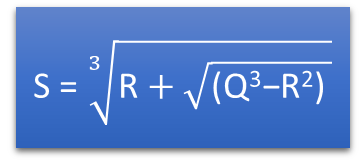 S = ∛(R + √(Q³–R²))